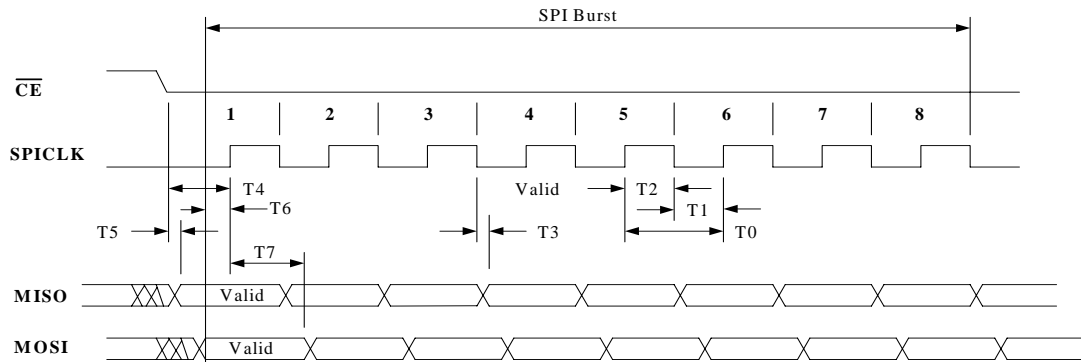 SPI Burst
CE
1 2 3 4 5 6 7 8
SPICLK
T4 Valid T2
T6 T1
T5 T3 T0
T7
MISO Valid
MOSI Valid